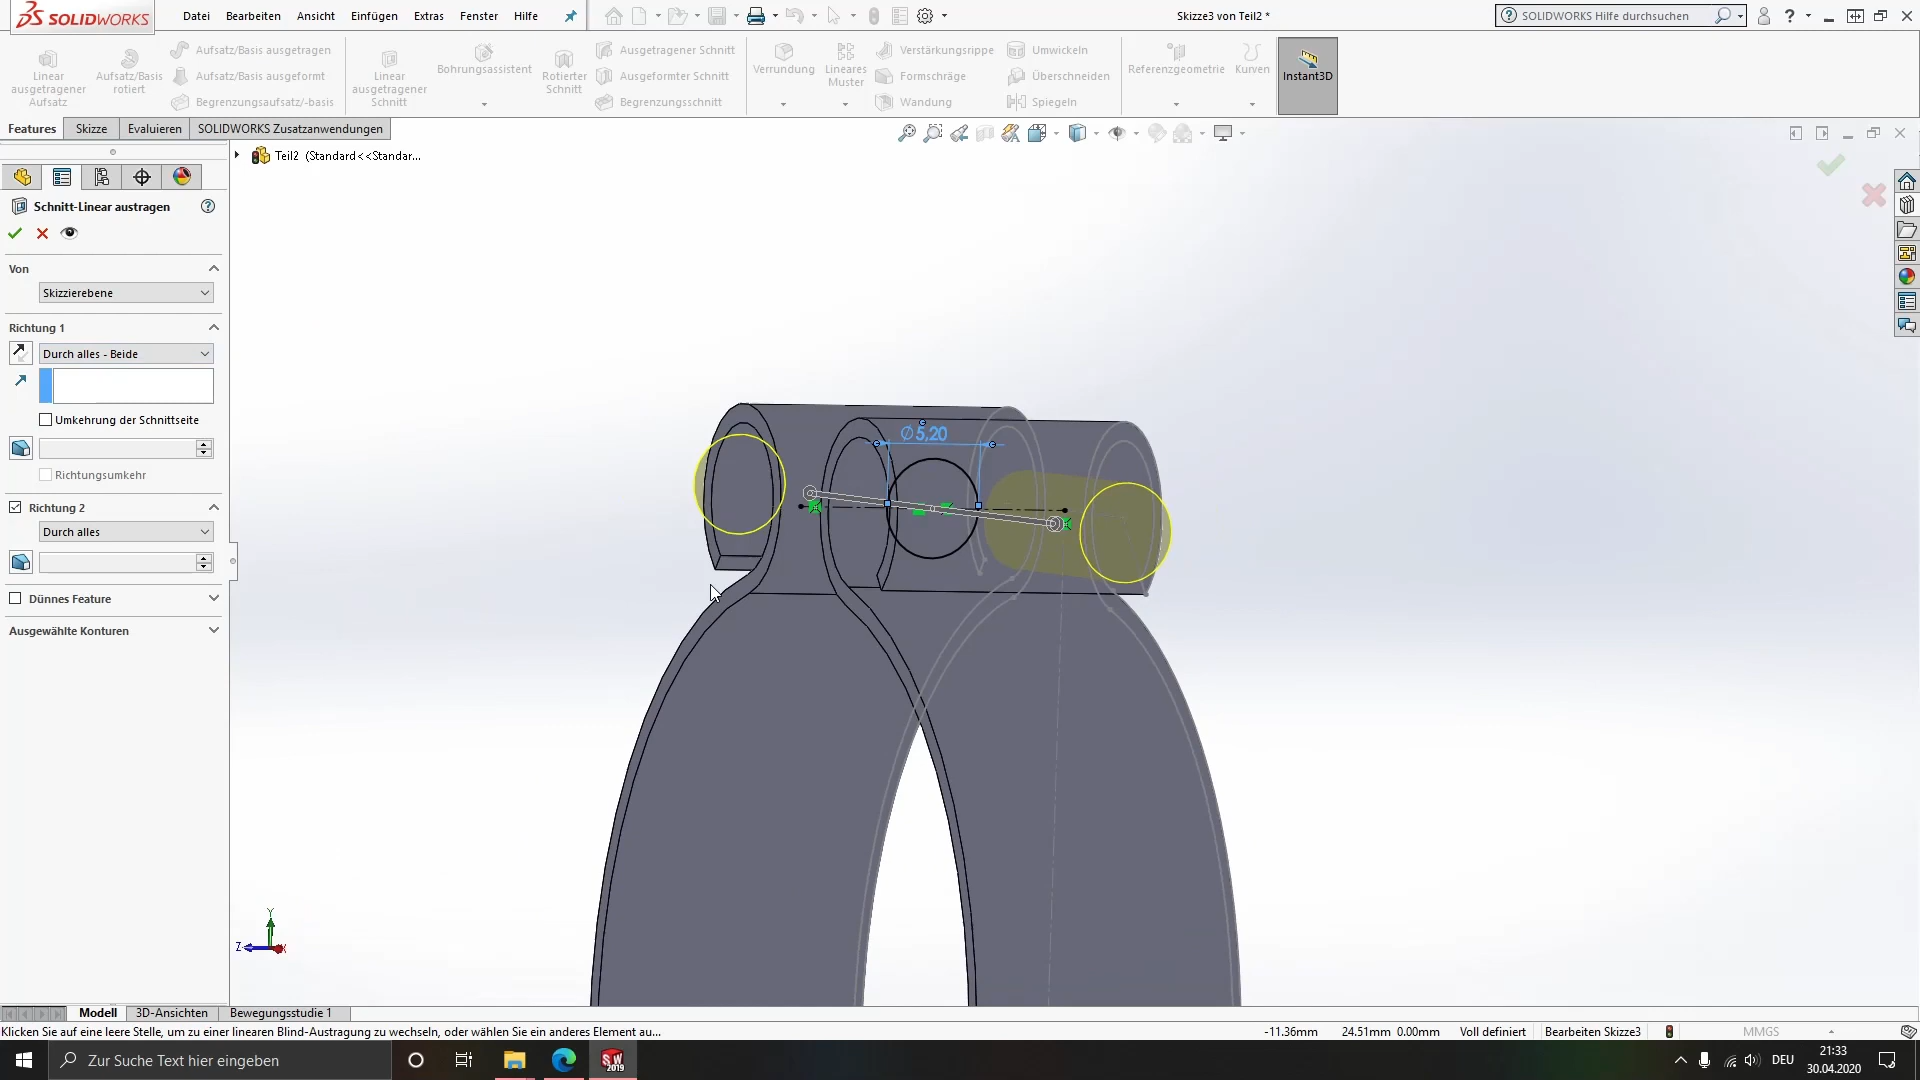 SOLIDWORKS
Datei Bearbeiten Ansicht Einfügen Extras Fenster Hilfe
Skizze3 von Teil2 *
SOLIDWORKS Hilfe durchsuchen
Linear ausgetragener Aufsatz
Aufsatz/Basis rotiert
Aufsatz/Basis ausgetragen
Aufsatz/Basis ausgeformt
Begrenzungsaufsatz/-basis
Linear ausgetragener Schnitt
Bohrungsassistent
Rotierter Schnitt
Ausgetragener Schnitt
Ausgeformter Schnitt
Begrenzungsschnitt
Verrundung
Lineares Muster
Verstärkungsrippe
Formschräge
Wandung
Umwickeln
Überschneiden
Spiegeln
Referenzgeometrie
Kurven
Instant3D
Features Skizze Evaluieren SOLIDWORKS Zusatzanwendungen
Teil2 (Standard<<Standar...
Schnitt-Linear austragen
Von
Skizzierebene
Richtung 1
Durch alles - Beide
Umkehrung der Schnittseite
Richtungsumkehr
Richtung 2
Durch alles
Dünnes Feature
Ausgewählte Konturen
Ø5,20
Y
Z
X
Modell 3D-Ansichten Bewegungsstudie 1
Klicken Sie auf eine leere Stelle, um zu einer linearen Blind-Austragung zu wechseln, oder wählen Sie ein anderes Element au...
-11.36mm 24.51mm 0.00mm Voll definiert Bearbeiten Skizze3 MMGS
Zur Suche Text hier eingeben
SW 2019
DEU
21:33
30.04.2020